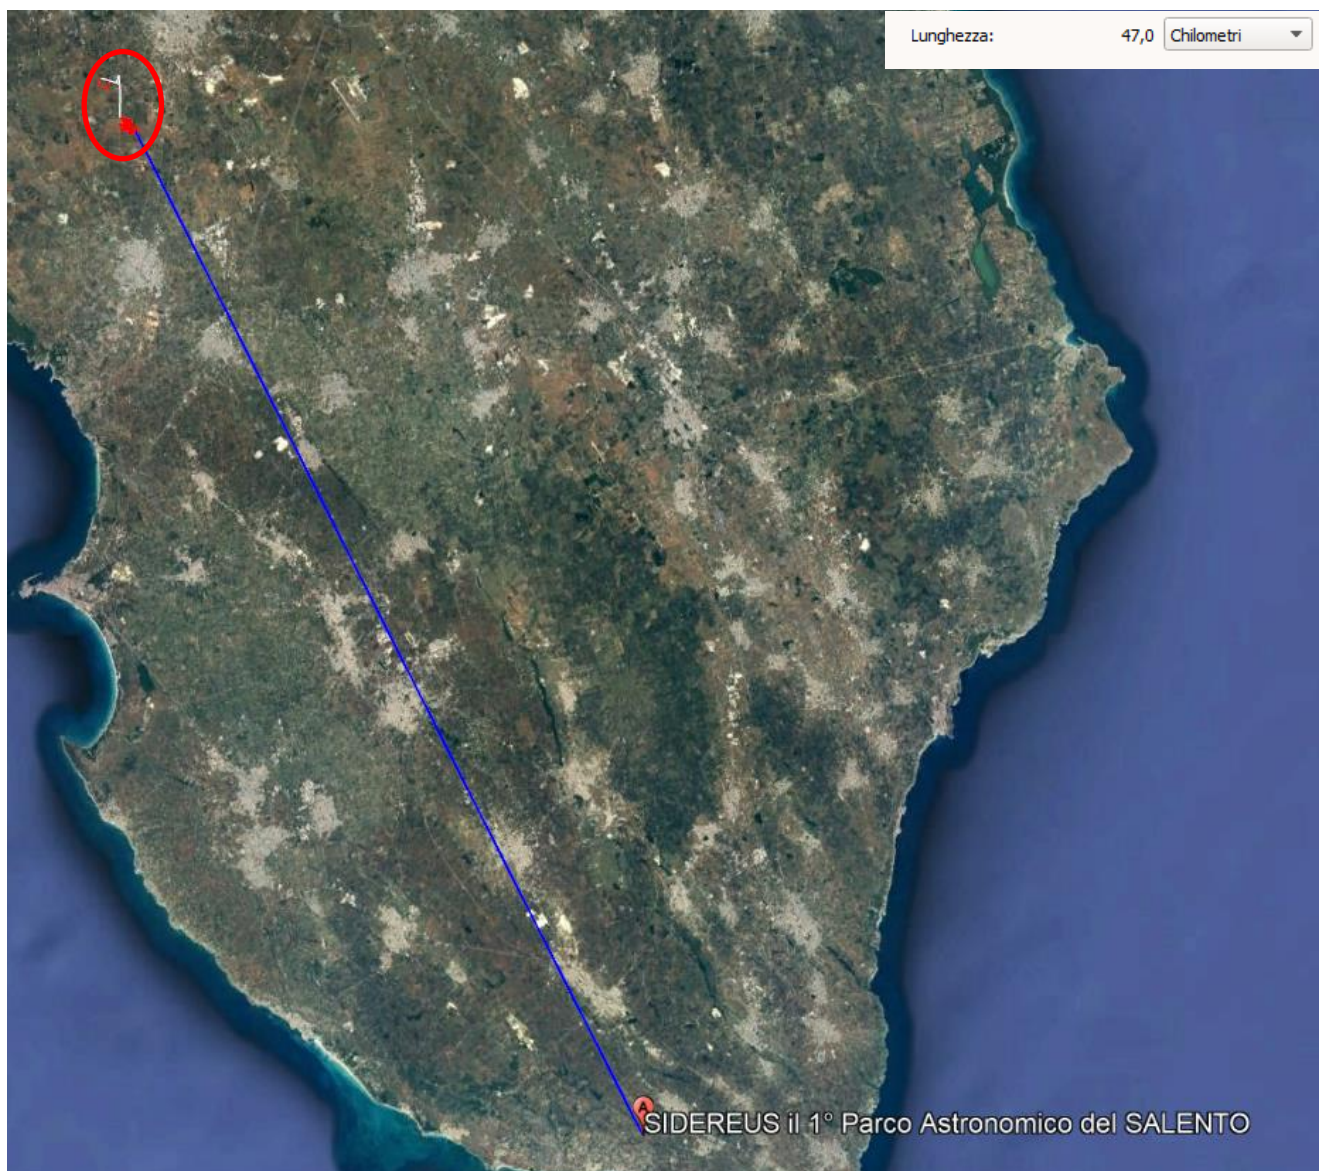 Lunghezza: 47,0 Chilometri
A
SIDEREUS il 1° Parco Astronomico del SALENTO